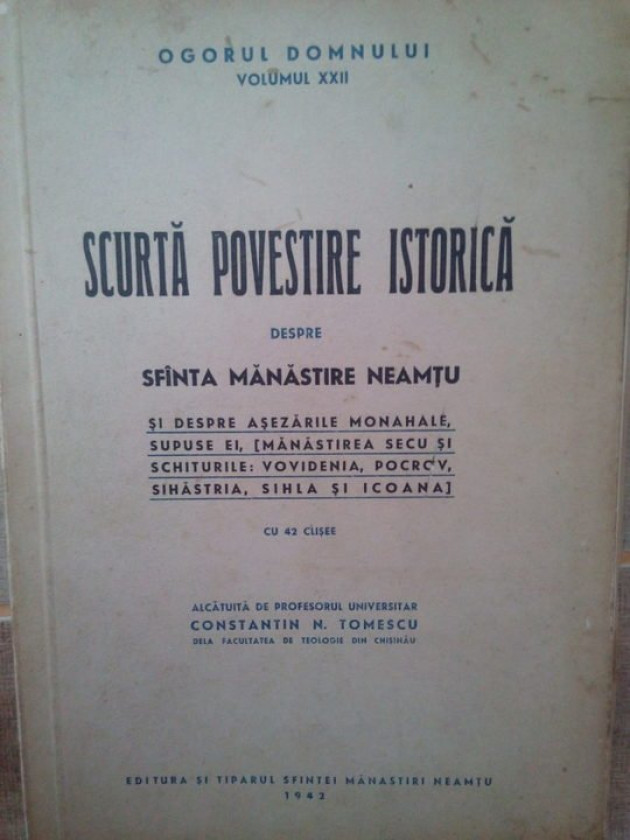 OGORUL DOMNULUI
VOLUMUL XXII
SCURTĂ POVESTIRE ISTORICĂ
DESPRE
SFÎNTA MĂNĂSTIRE NEAMȚU
ȘI DESPRE AȘEZĂRILE MONAHALE,
SUPUSE EI, [MĂNĂSTIREA SECU ȘI
SCHITURILE: VOVIDENIA, POCROV,
SIHĂSTRIA, SIHLA ȘI ICOANA]
CU 42 CLIȘEE
ALCĂTUITĂ DE PROFESORUL UNIVERSITAR
CONSTANTIN N. TOMESCU
DELA FACULTATEA DE TEOLOGIE DIN CHIȘINĂU
EDITURA ȘI TIPARUL SFINTEI MĂNĂSTIRI NEAMȚU
1942